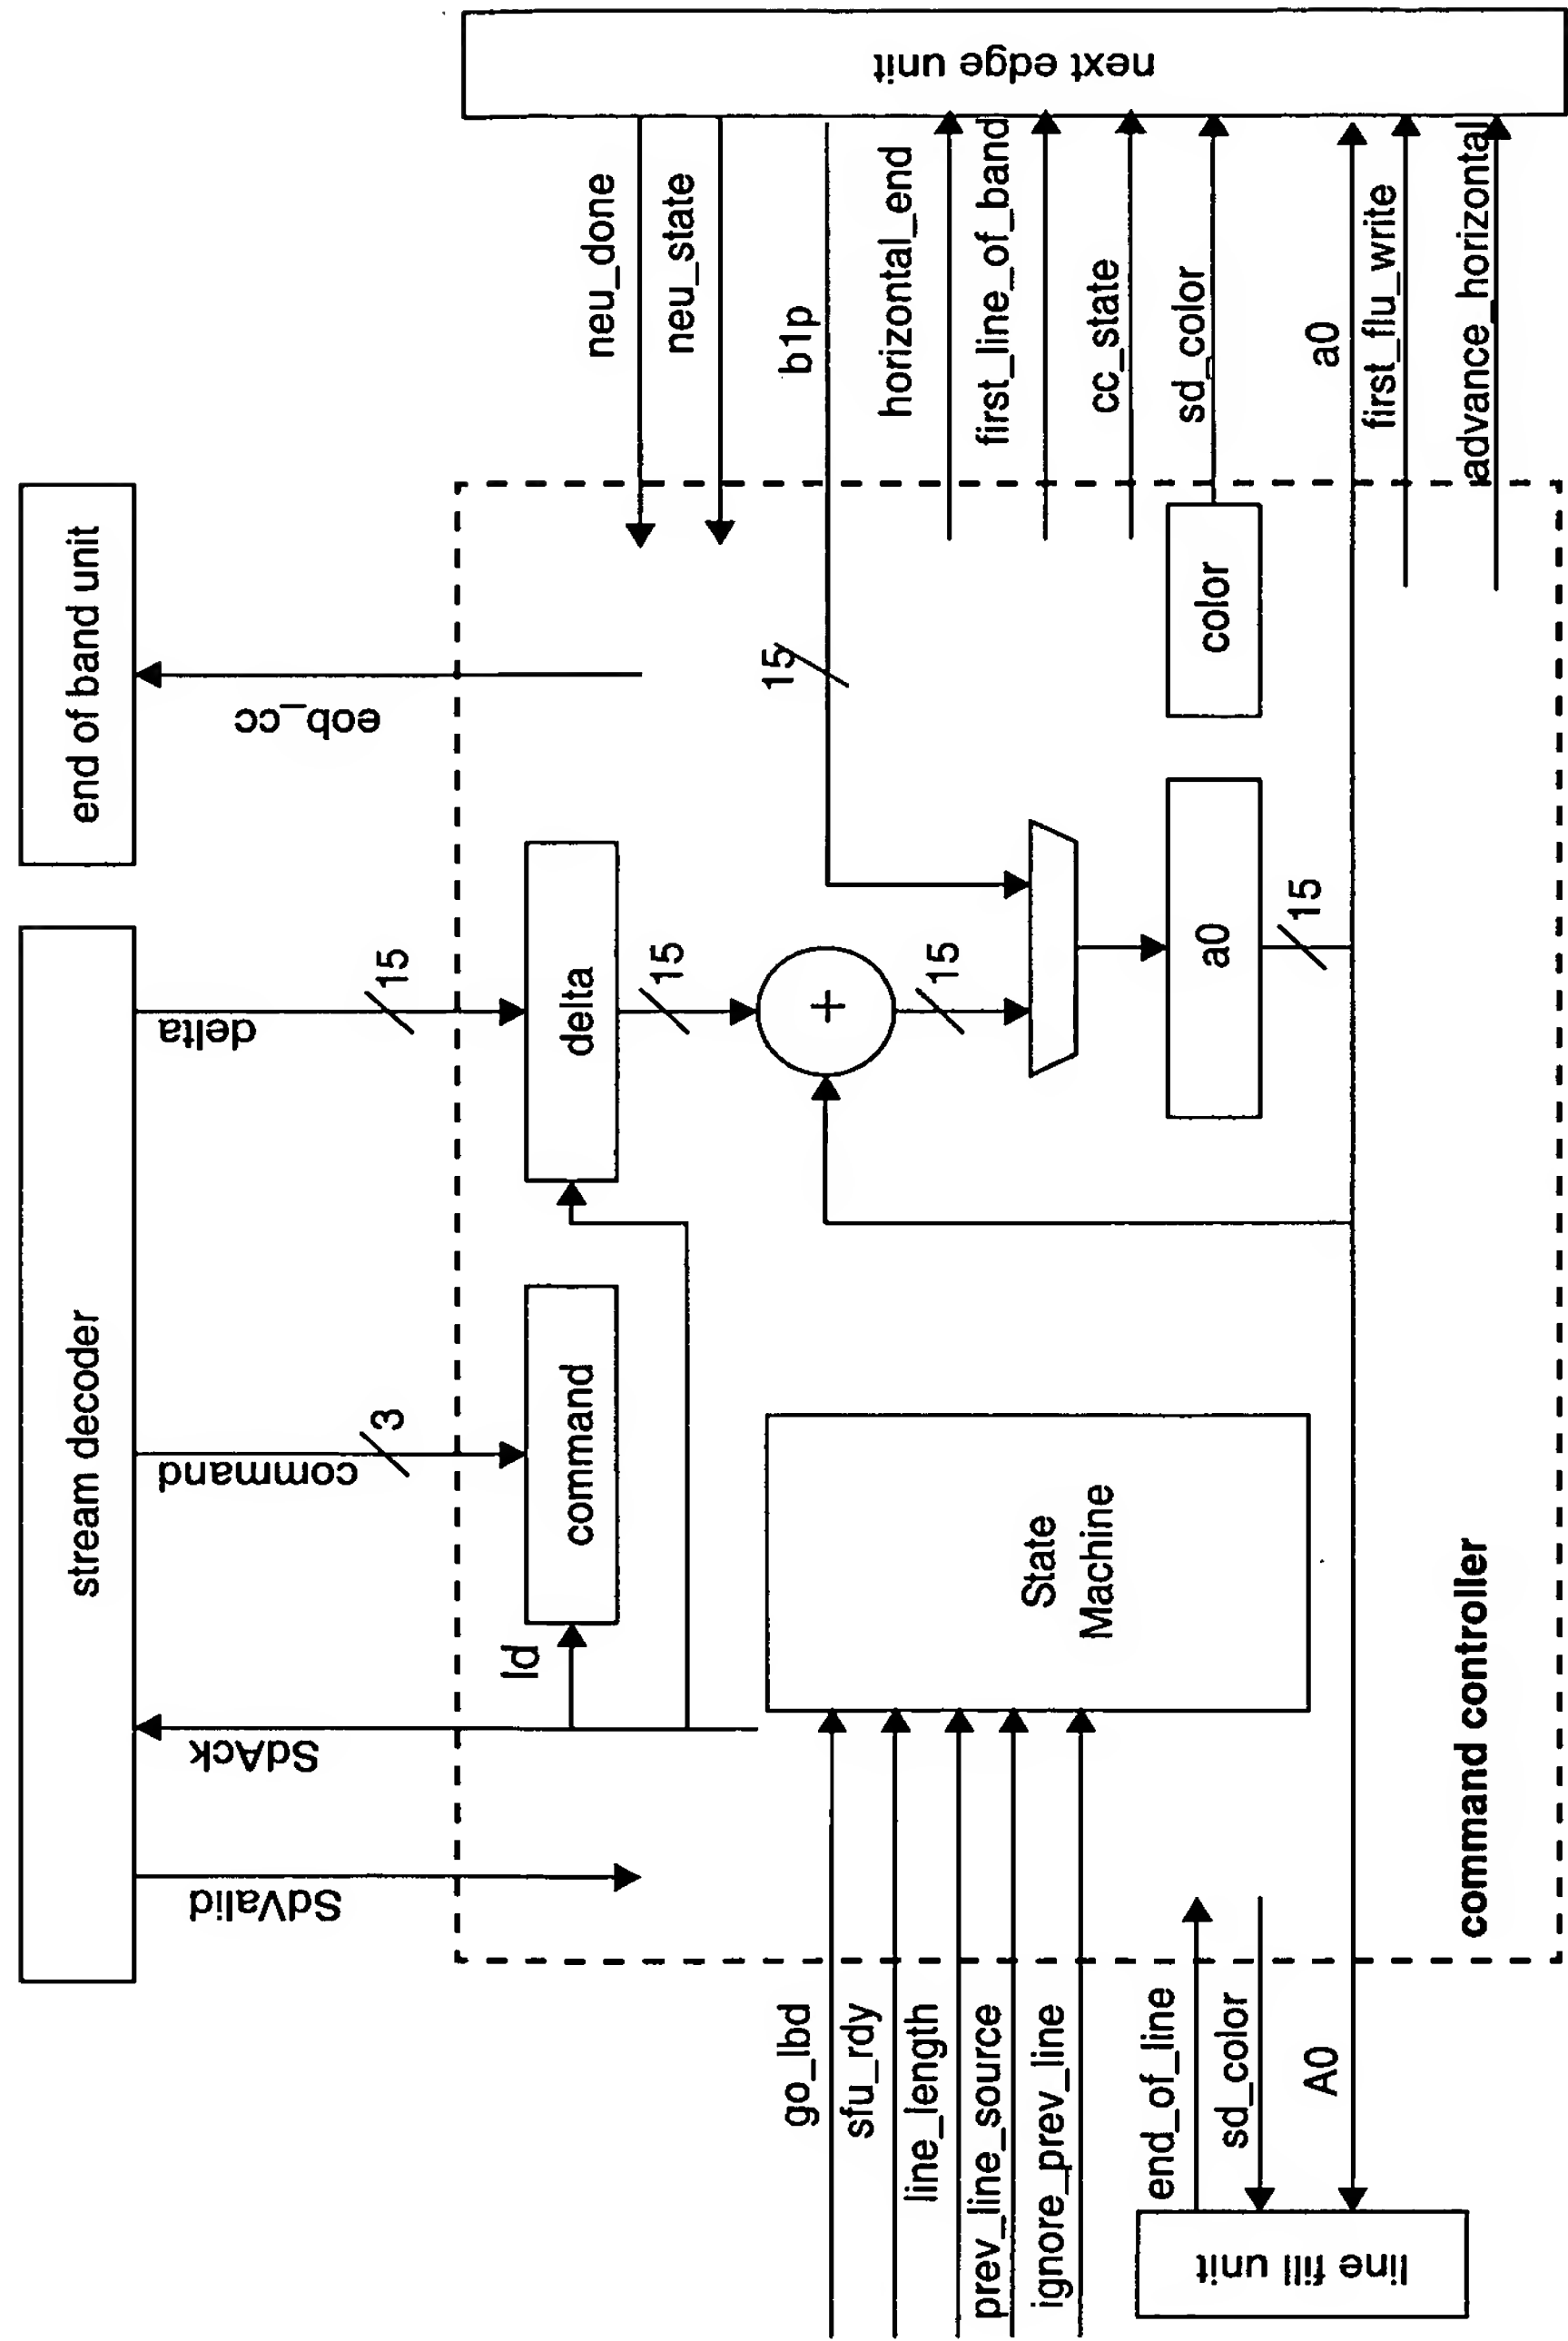 stream decoder
end of band unit
SdValid
SdAck
command
3
delta
15
eob_cc
ld
command
delta
15
+
15
15
State
Machine
a0
15
color
go_lbd
sfu_rdy
line_length
prev_line_source
ignore_prev_line
end_of_line
sd_color
A0
line fill unit
command controller
neu_done
neu_state
b1p
horizontal_end
first_line_of_band
cc_state
sd_color
a0
first_flu_write
advance_horizontal
next edge unit